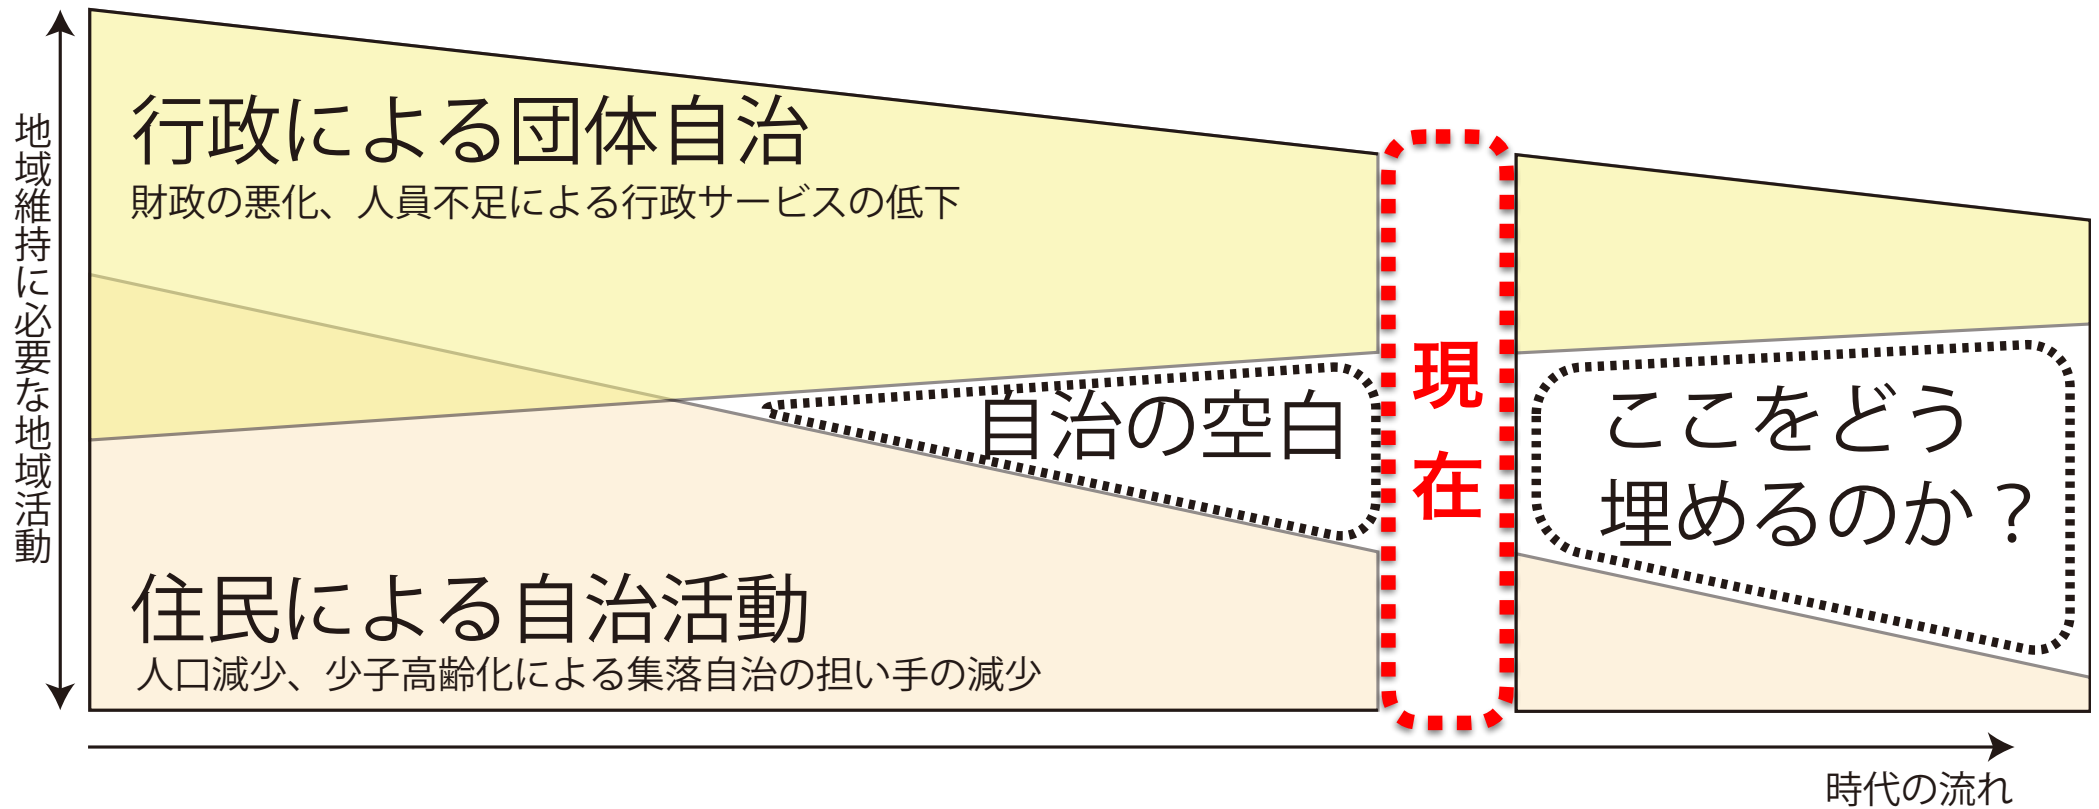 地域維持に必要な地域活動
行政による団体自治
財政の悪化、人員不足による行政サービスの低下
自治の空白
現在
ここをどう
埋めるのか？
住民による自治活動
人口減少、少子高齢化による集落自治の担い手の減少
時代の流れ